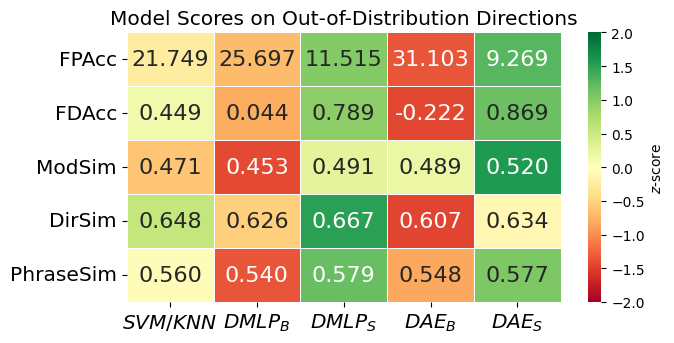 Model Scores on Out-of-Distribution Directions
FPAcc 21.749 25.697 11.515 31.103 9.269
FDAcc 0.449 0.044 0.789 -0.222 0.869
ModSim 0.471 0.453 0.491 0.489 0.520
DirSim 0.648 0.626 0.667 0.607 0.634
PhraseSim 0.560 0.540 0.579 0.548 0.577
SVM/KNN DMLP_B DMLP_S DAE_B DAE_S
2.0
1.5
1.0
0.5
0.0
−0.5
−1.0
−1.5
−2.0
z-score